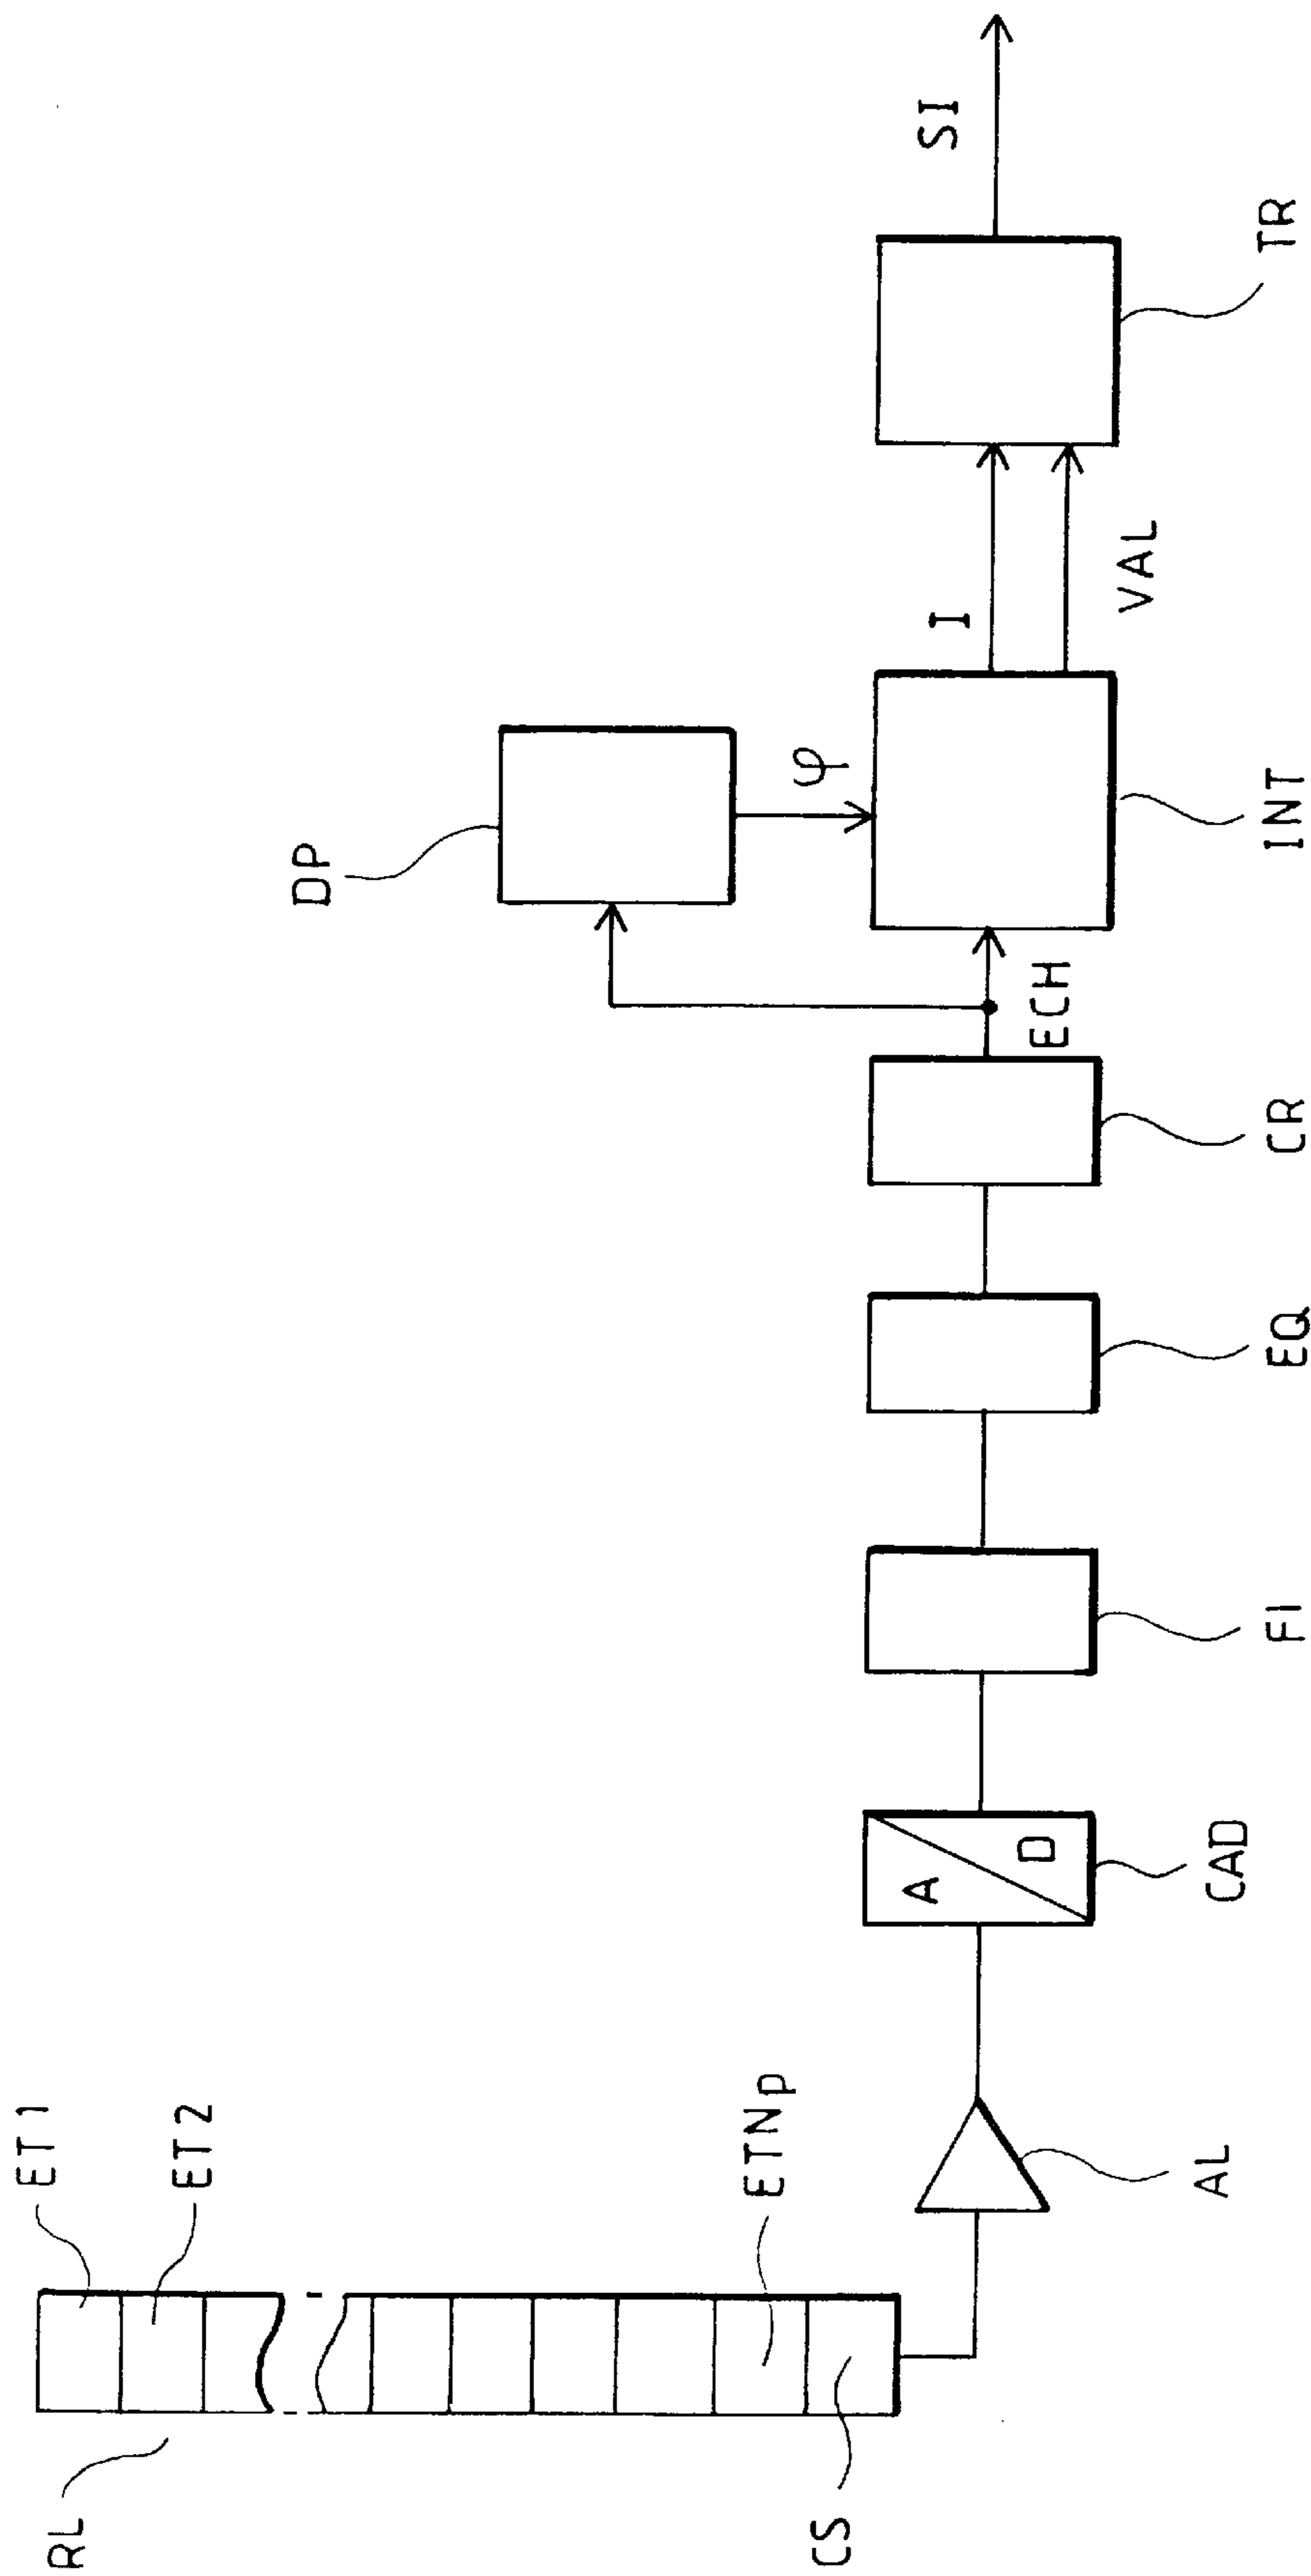 RL
ET1
ET2
ETNp
CS
AL
A
D
CAD
FI
EQ
CR
ECH
DP
φ
INT
I
VAL
TR
SI